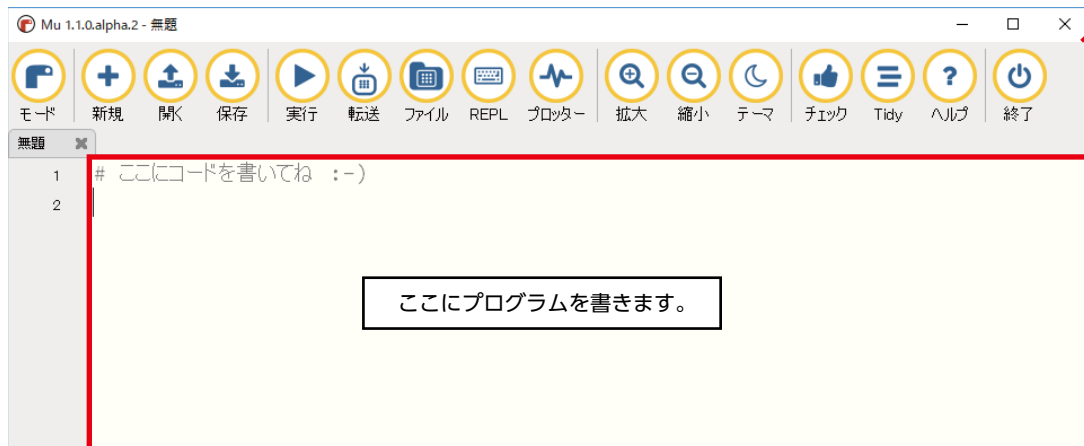 Mu 1.1.0.alpha.2 - 無題
モード 新規 開く 保存 実行 転送 ファイル REPL プロッター 拡大 縮小 テーマ チェック Tidy ヘルプ 終了
無題
1 # ここにコードを書いてね :-)
2
ここにプログラムを書きます。